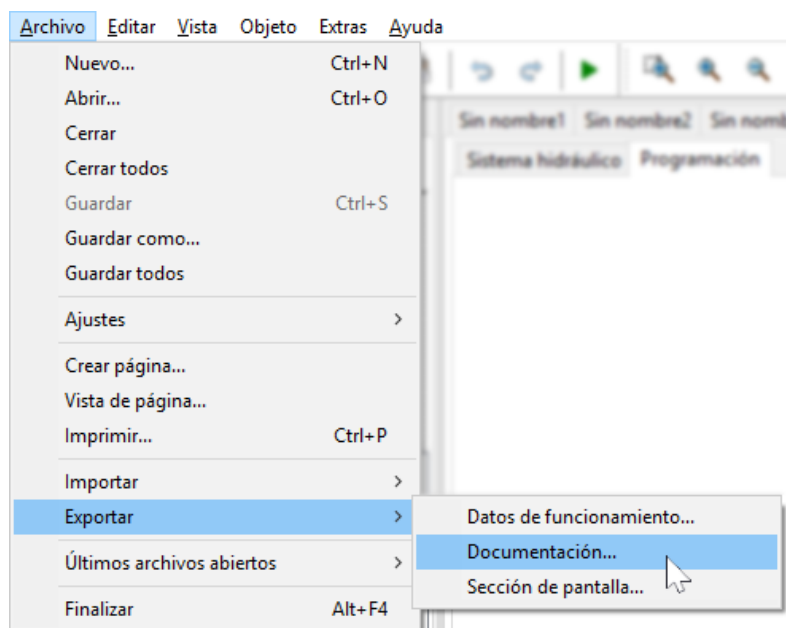 Archivo Editar Vista Objeto Extras Ayuda
Nuevo... Ctrl+N
Abrir... Ctrl+O
Cerrar
Cerrar todos
Guardar Ctrl+S
Guardar como...
Guardar todos
Ajustes
Crear página...
Vista de página...
Imprimir... Ctrl+P
Importar
Exportar
Últimos archivos abiertos
Finalizar Alt+F4
Sin nombre1 Sin nombre2 Sin nomb
Sistema hidráulico Programación
Datos de funcionamiento...
Documentación...
Sección de pantalla...